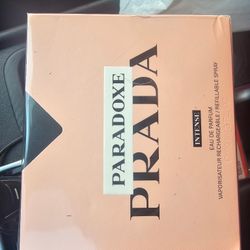 PARADOXE
PRADA
INTENSE
EAU DE PARFUM
VAPORISATEUR RECHARGEABLE / REFILLABLE SPRAY